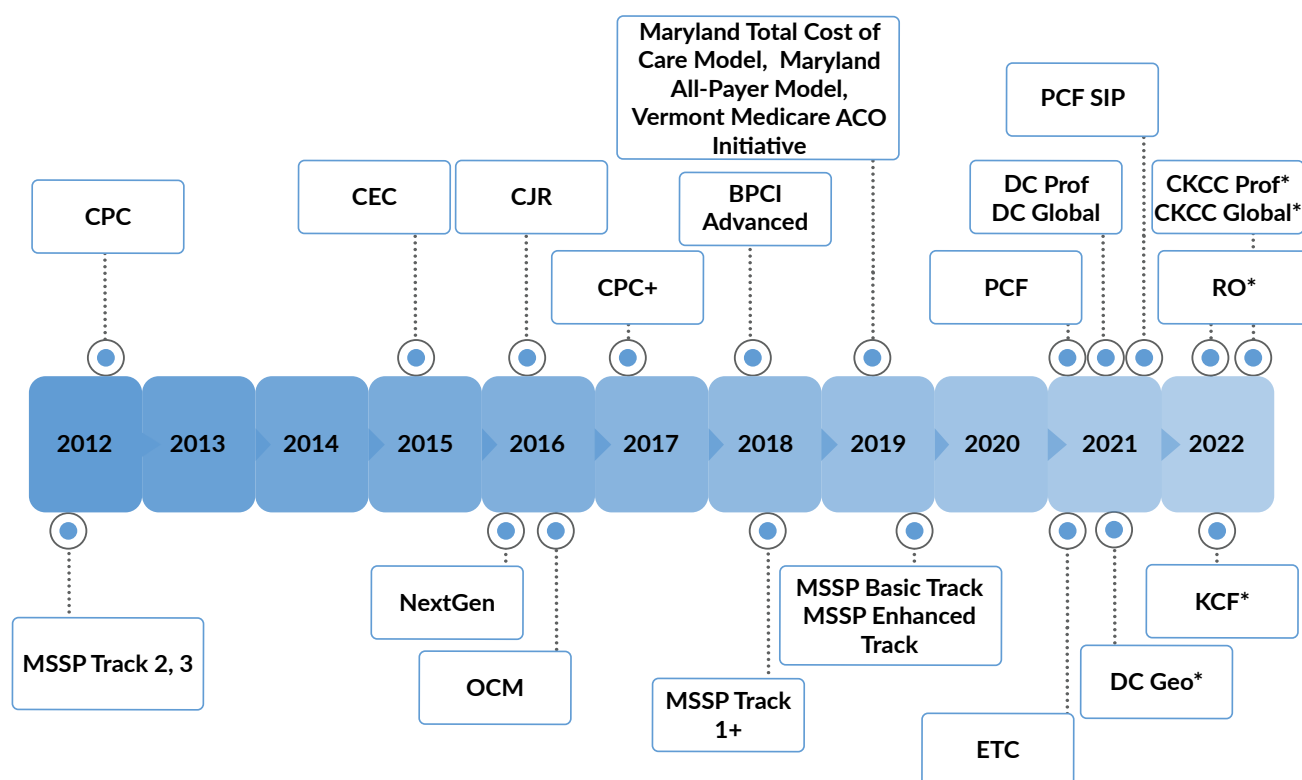 Maryland Total Cost of
Care Model, Maryland
All-Payer Model,
Vermont Medicare ACO
Initiative
PCF SIP
CPC
CEC
CJR
BPCI
Advanced
DC Prof
DC Global
CKCC Prof*
CKCC Global*
CPC+
PCF
RO*
2012
2013
2014
2015
2016
2017
2018
2019
2020
2021
2022
MSSP Track 2, 3
NextGen
OCM
MSSP Track
1+
MSSP Basic Track
MSSP Enhanced
Track
ETC
DC Geo*
KCF*